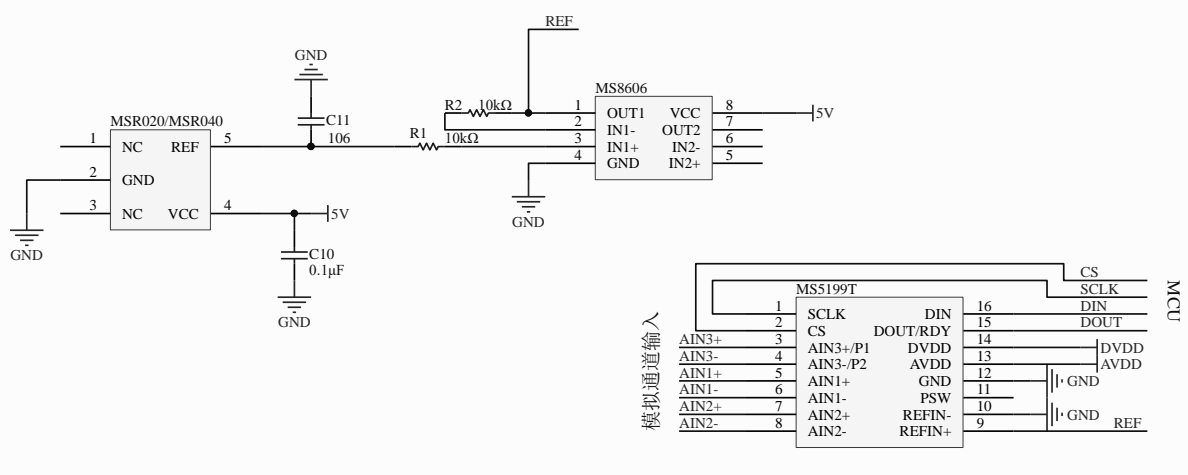 REF
GND
MS8606
R2 10kΩ 1 OUT1 VCC 8 5V
MSR020/MSR040 C11 2 IN1- OUT2 7
1 NC REF 5 106 R1 10kΩ 3 IN1+ IN2- 6
2 GND 4 GND IN2+ 5
3 NC VCC 4 5V GND
GND C10
0.1μF
GND
CS
SCLK
MS5199T
1 SCLK DIN 16 DIN
2 CS DOUT/RDY 15 DOUT
AIN3+ 3 AIN3+/P1 DVDD 14 DVDD
AIN3- 4 AIN3-/P2 AVDD 13 AVDD
AIN1+ 5 AIN1+ GND 12 GND
AIN1- 6 AIN1- PSW 11
AIN2+ 7 AIN2+ REFIN- 10 GND
AIN2- 8 AIN2- REFIN+ 9 REF
模拟通道输入
MCU